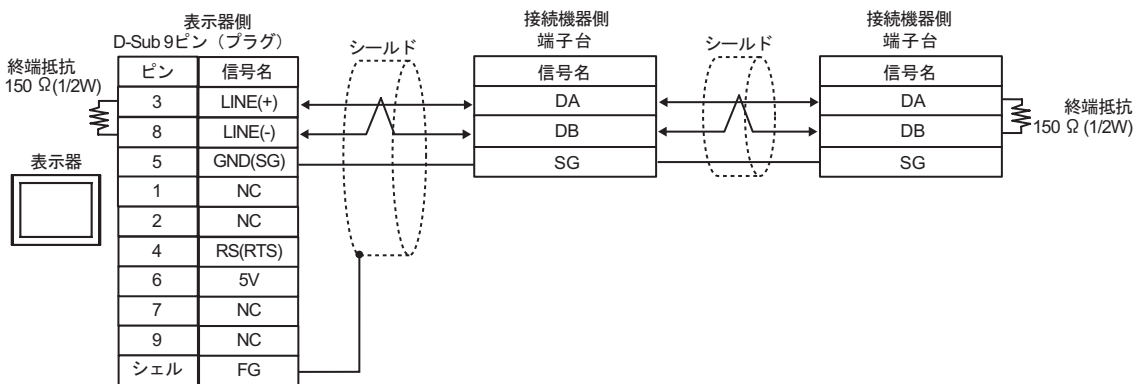 表示器側
D-Sub 9ピン（プラグ）
シールド
接続機器側
端子台
シールド
接続機器側
端子台
終端抵抗
150 Ω(1/2W)
ピン 信号名
3 LINE(+)
8 LINE(-)
5 GND(SG)
1 NC
2 NC
4 RS(RTS)
6 5V
7 NC
9 NC
シェル FG
表示器
信号名
DA
DB
SG
信号名
DA
DB
SG
終端抵抗
150 Ω (1/2W)